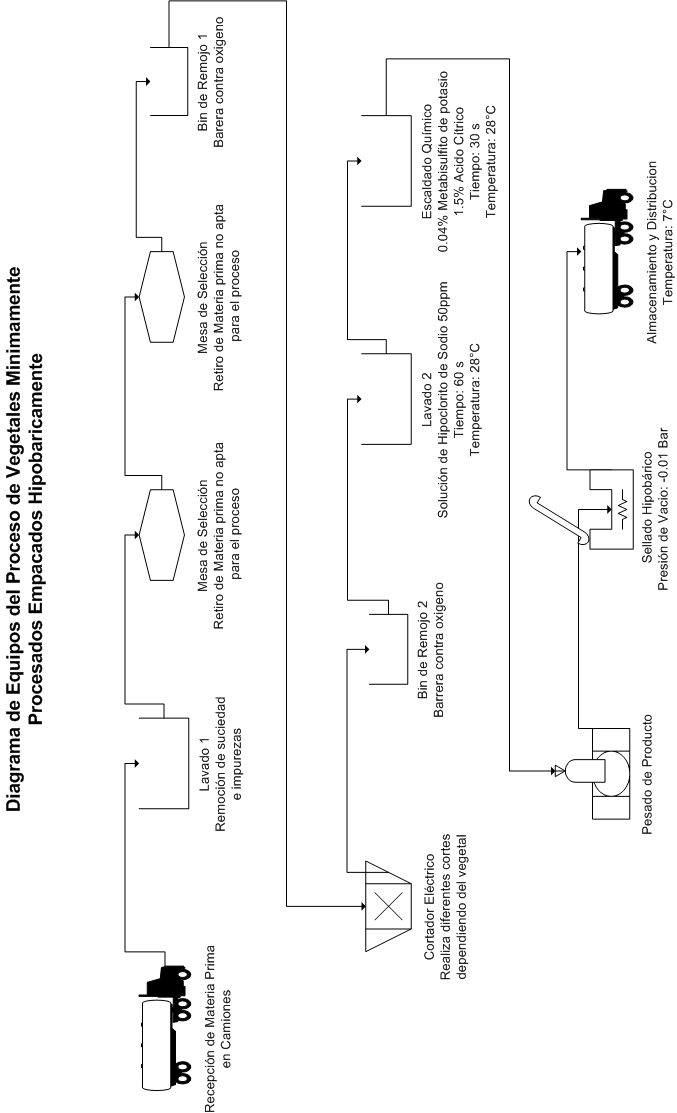 Diagrama de Equipos del Proceso de Vegetales Minimamente
Procesados Empacados Hipobaricamente
Recepción de Materia Prima
en Camiones
Lavado 1
Remoción de suciedad
e impurezas
Mesa de Selección
Retiro de Materia prima no apta
para el proceso
Mesa de Selección
Retiro de Materia prima no apta
para el proceso
Bin de Remojo 1
Barera contra oxigeno
Cortador Eléctrico
Realiza diferentes cortes
dependiendo del vegetal
Bin de Remojo 2
Barrera contra oxigeno
Lavado 2
Solución de Hipoclorito de Sodio 50ppm
Tiempo: 60 s
Temperatura: 28°C
Escaldado Químico
0.04% Metabisulfito de potasio
1.5% Acido Cítrico
Tiempo: 30 s
Temperatura: 28°C
Pesado de Producto
Sellado Hipobárico
Presión de Vacio: -0.01 Bar
Almacenamiento y Distribucion
Temperatura: 7°C